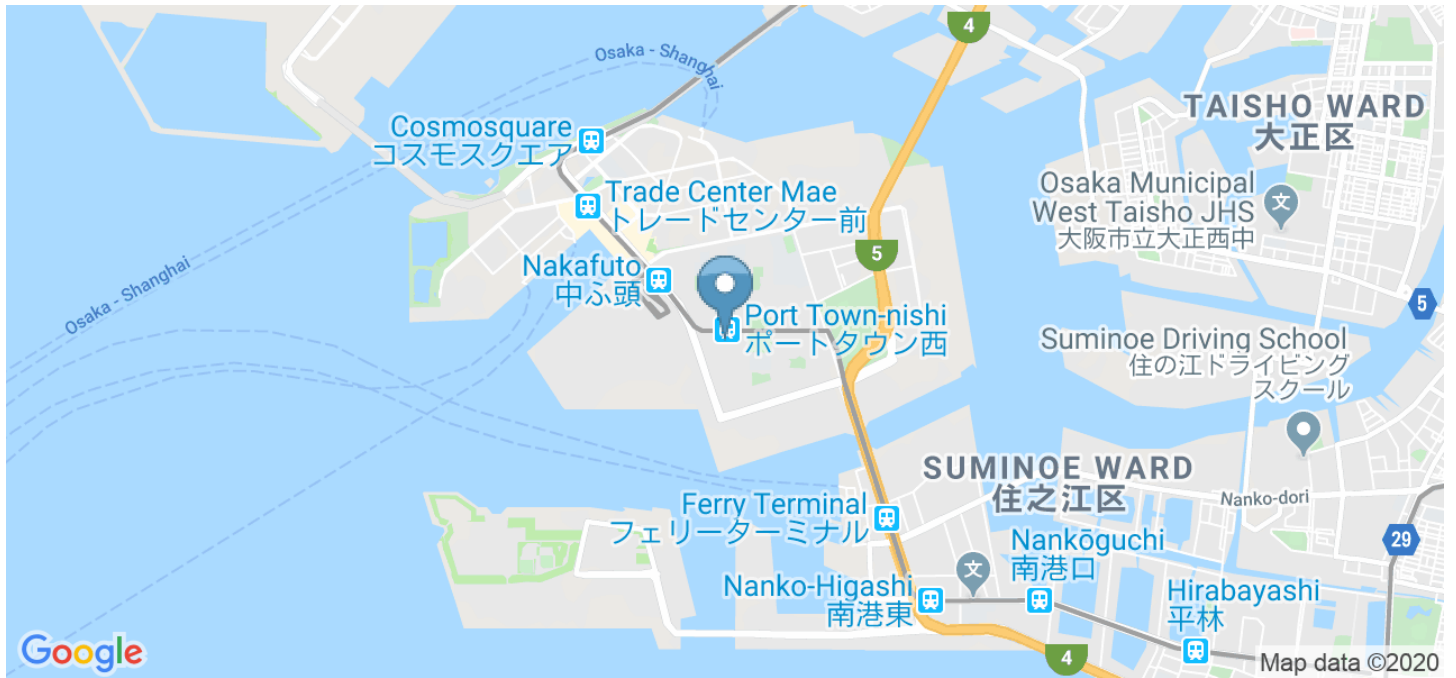 4
Osaka - Shanghai
TAISHO WARD
大正区
Cosmosquare
コスモスクエア
Trade Center Mae
トレードセンター前
Osaka Municipal
West Taisho JHS
大阪市立大正西中
文
5
Nakafuto
中ふ頭
Osaka - Shanghai
5
Port Town-nishi
ポートタウン西
Suminoe Driving School
住の江ドライビング
スクール
SUMINOE WARD
住之江区
Nanko-dori
Ferry Terminal
フェリーターミナル
29
Nankōguchi
南港口
文
Nanko-Higashi
南港東
Hirabayashi
平林
4
Google
Map data ©2020